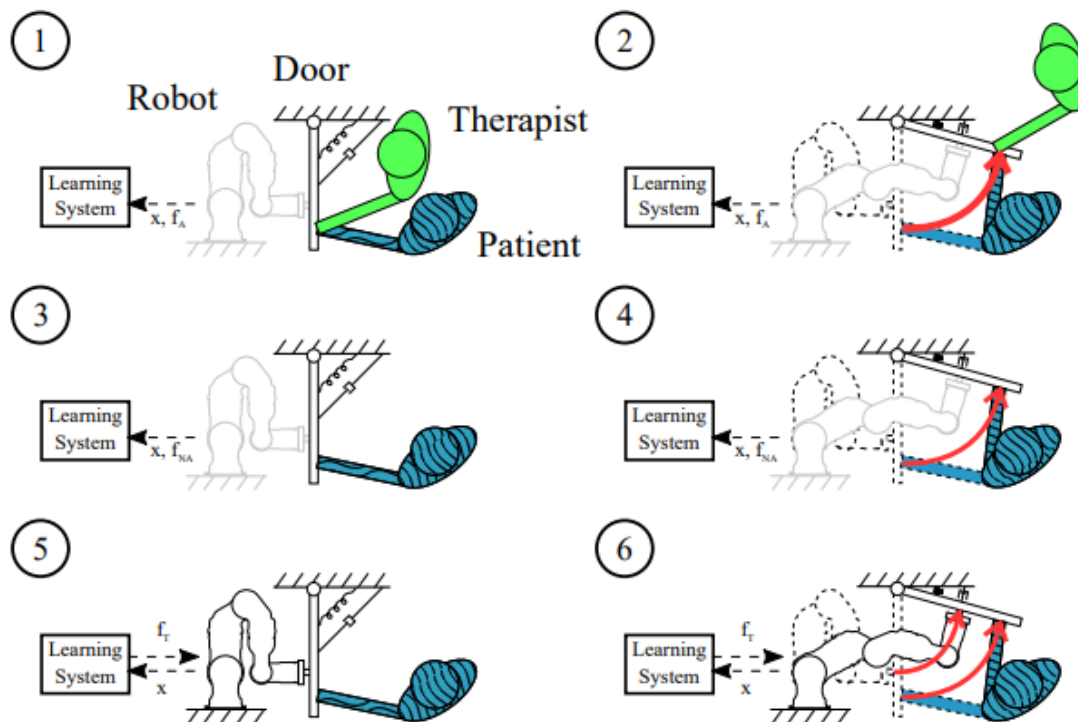 1
2
Door
Robot
Therapist
Patient
Learning
System
x, f_A
Learning
System
x, f_A
3
4
Learning
System
x, f_NA
Learning
System
x, f_NA
5
6
f_T
Learning
System
x
f_T
Learning
System
x